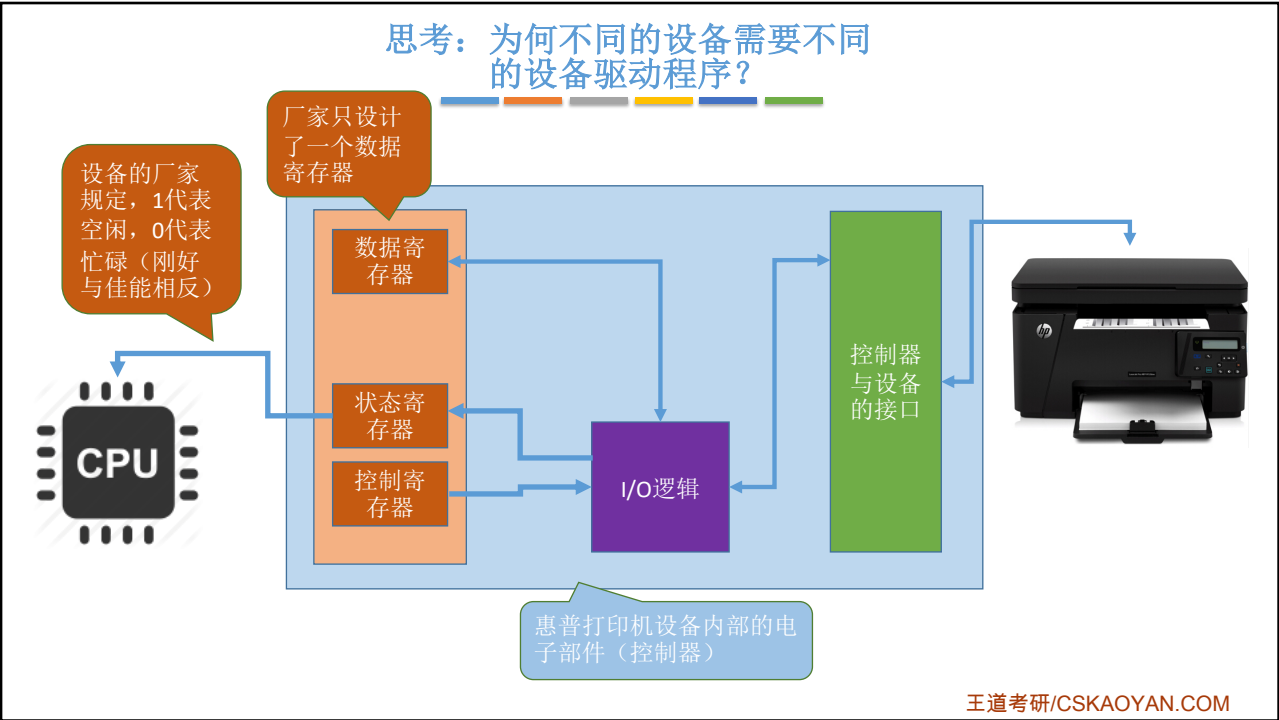 思考：为何不同的设备需要不同
的设备驱动程序？
厂家只设计
了一个数据
寄存器
设备的厂家
规定，1代表
空闲，0代表
忙碌（刚好
与佳能相反）
数据寄
存器
状态寄
存器
控制寄
存器
CPU
I/O逻辑
控制器
与设备
的接口
hp
惠普打印机设备内部的电
子部件（控制器）
王道考研/CSKAOYAN.COM